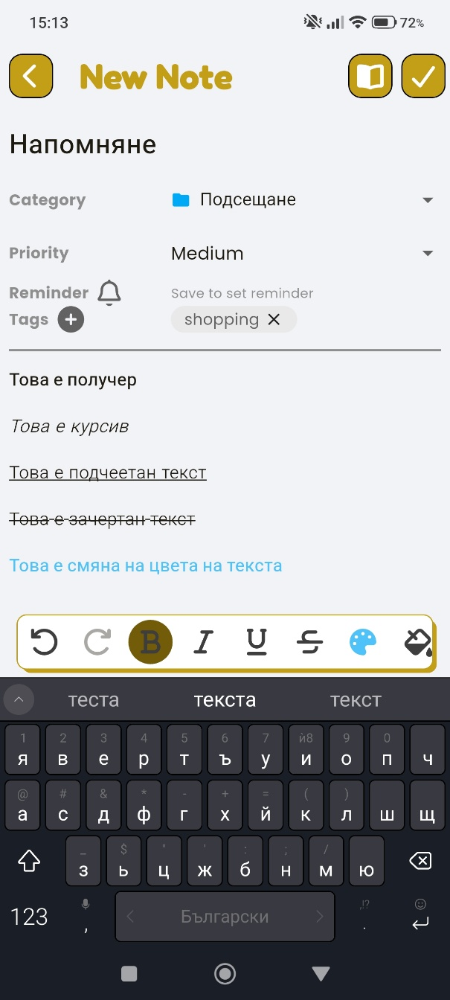 15:13 72%
New Note
Напомняне
Category Подсещане
Priority Medium
Reminder Save to set reminder
Tags shopping
Това е получер
Това е курсив
Това е подчеетан текст
Това е зачертан текст
Това е смяна на цвета на текста
B I U S
теста текста текст
1 2 3 4 5 6 7 ѝ8 9 0
я в е р т ъ у и о п ч
@ # & * - + = ( )
а с д ф г х й к л ш щ
_ $ " ' : ; /
з ь ц ж б н м ю
,!?
123 , Български .